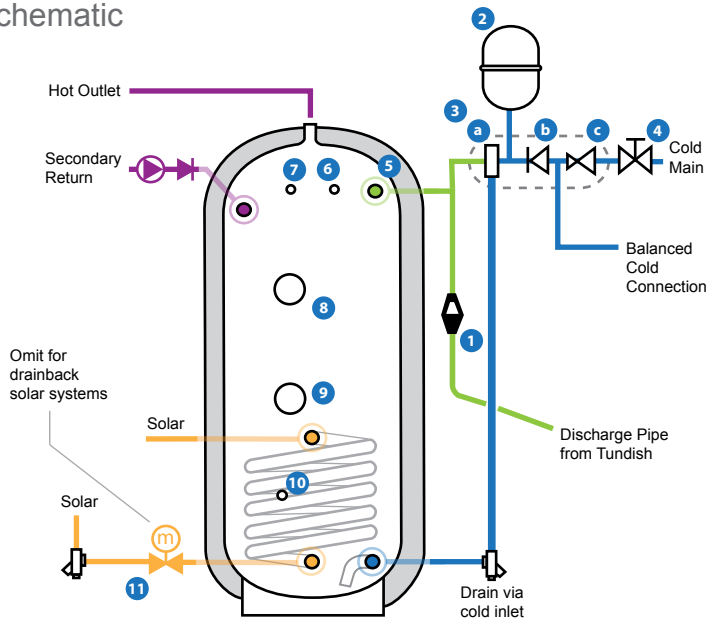 chematic
2
Hot Outlet
3
a
b
c
4
Cold
Main
Secondary
Return
7
6
5
Balanced
Cold
Connection
8
1
Omit for
drainback
solar systems
9
Solar
Discharge Pipe
from Tundish
10
Solar
m
11
Drain via
cold inlet